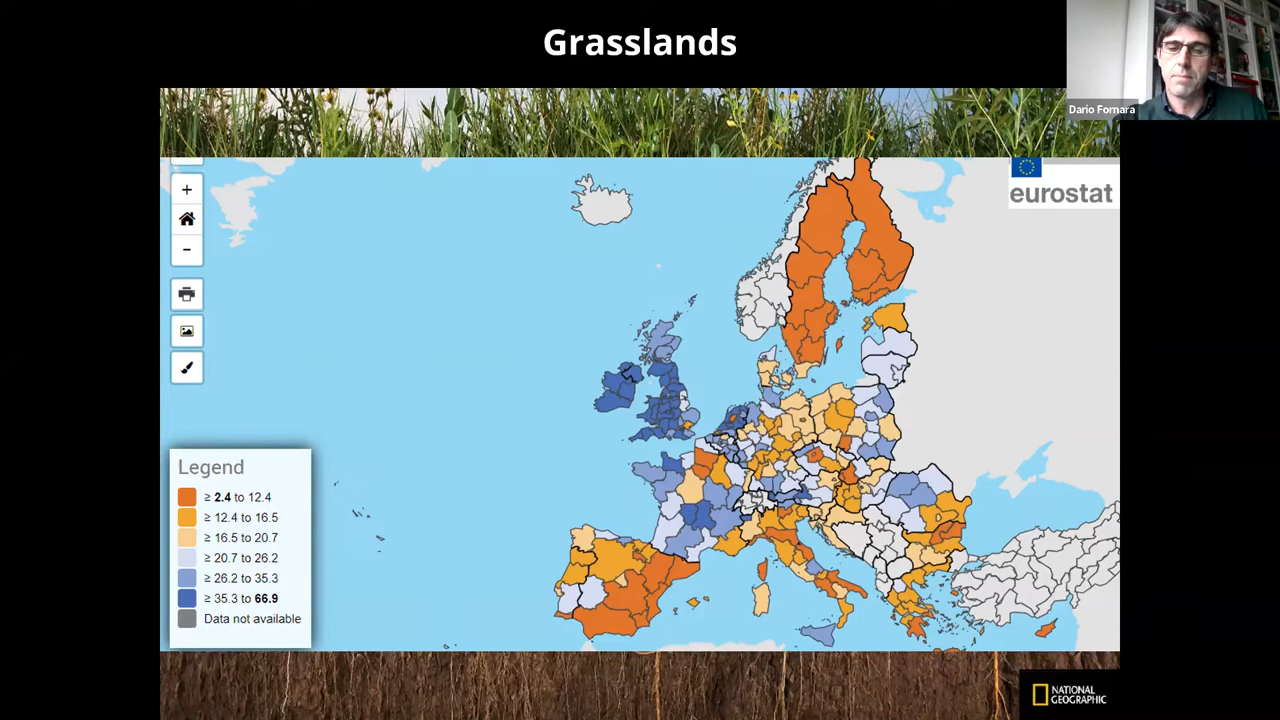 Grasslands
Dario Fornara
eurostat
+
-
Legend
≥ 2.4 to 12.4
≥ 12.4 to 16.5
≥ 16.5 to 20.7
≥ 20.7 to 26.2
≥ 26.2 to 35.3
≥ 35.3 to 66.9
Data not available
NATIONAL
GEOGRAPHIC